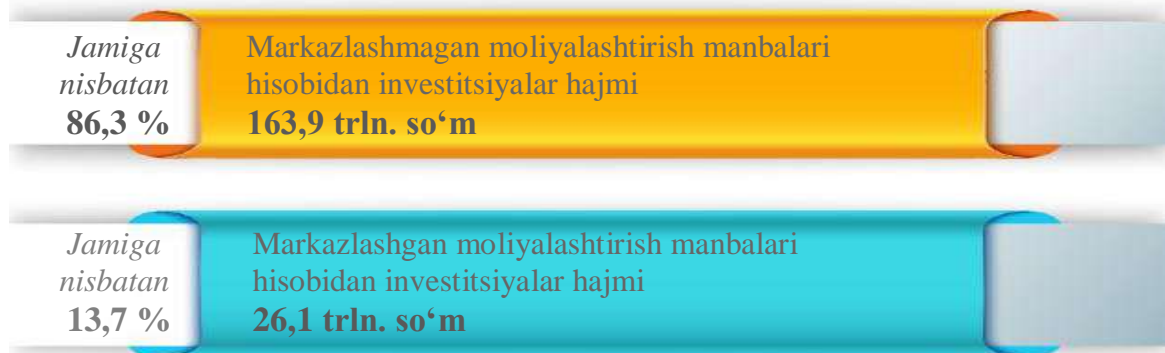 Jamiga
nisbatan
86,3 %
Markazlashmagan moliyalashtirish manbalari
hisobidan investitsiyalar hajmi
163,9 trln. so‘m
Jamiga
nisbatan
13,7 %
Markazlashgan moliyalashtirish manbalari
hisobidan investitsiyalar hajmi
26,1 trln. so‘m